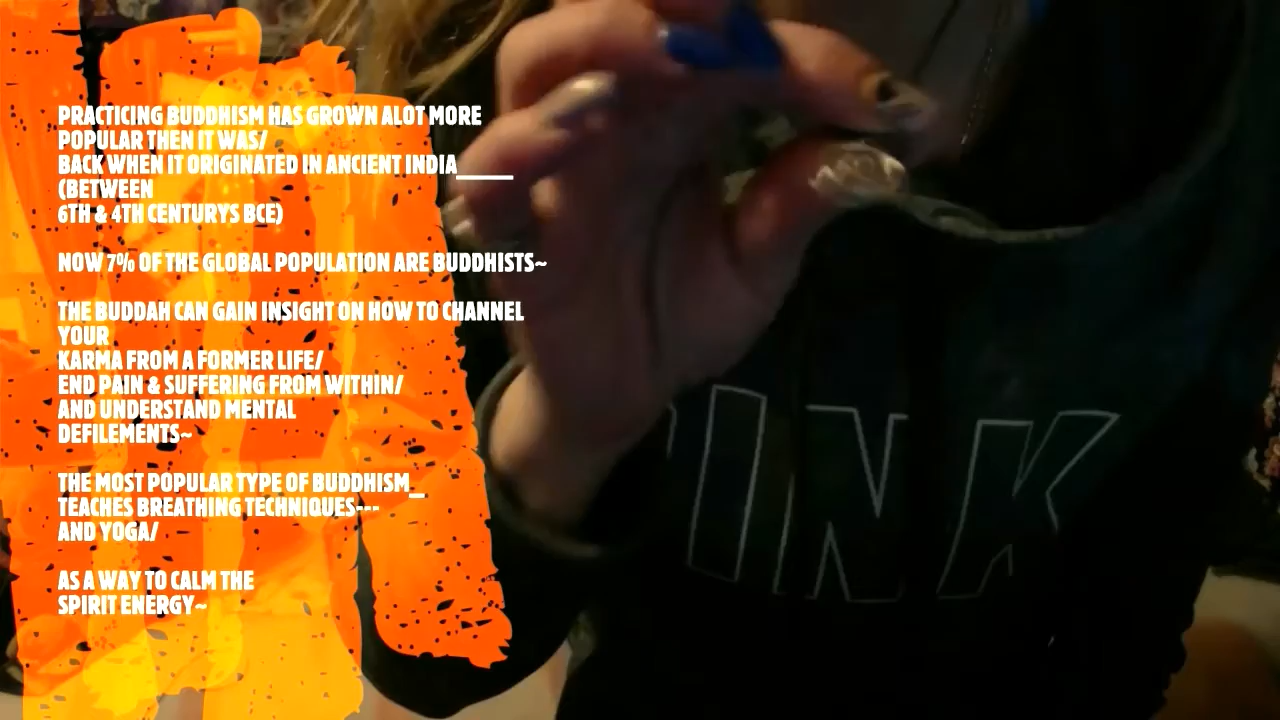 PRACTICING BUDDHISM HAS GROWN ALOT MORE
POPULAR THEN IT WAS/
BACK WHEN IT ORIGINATED IN ANCIENT INDIA_____
(BETWEEN
6TH & 4TH CENTURYS BCE)
NOW 7% OF THE GLOBAL POPULATION ARE BUDDHISTS~
THE BUDDAH CAN GAIN INSIGHT ON HOW TO CHANNEL
YOUR
KARMA FROM A FORMER LIFE/
END PAIN & SUFFERING FROM WITHIN/
AND UNDERSTAND MENTAL
DEFILEMENTS~
THE MOST POPULAR TYPE OF BUDDHISM_
TEACHES BREATHING TECHNIQUES---
AND YOGA/
AS A WAY TO CALM THE
SPIRIT ENERGY~
PINK